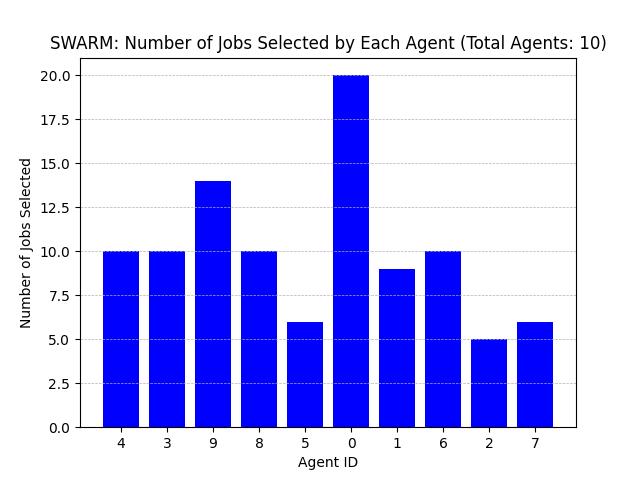 SWARM: Number of Jobs Selected by Each Agent (Total Agents: 10)
20.0
17.5
15.0
12.5
10.0
7.5
5.0
2.5
0.0
Number of Jobs Selected
4 3 9 8 5 0 1 6 2 7
Agent ID